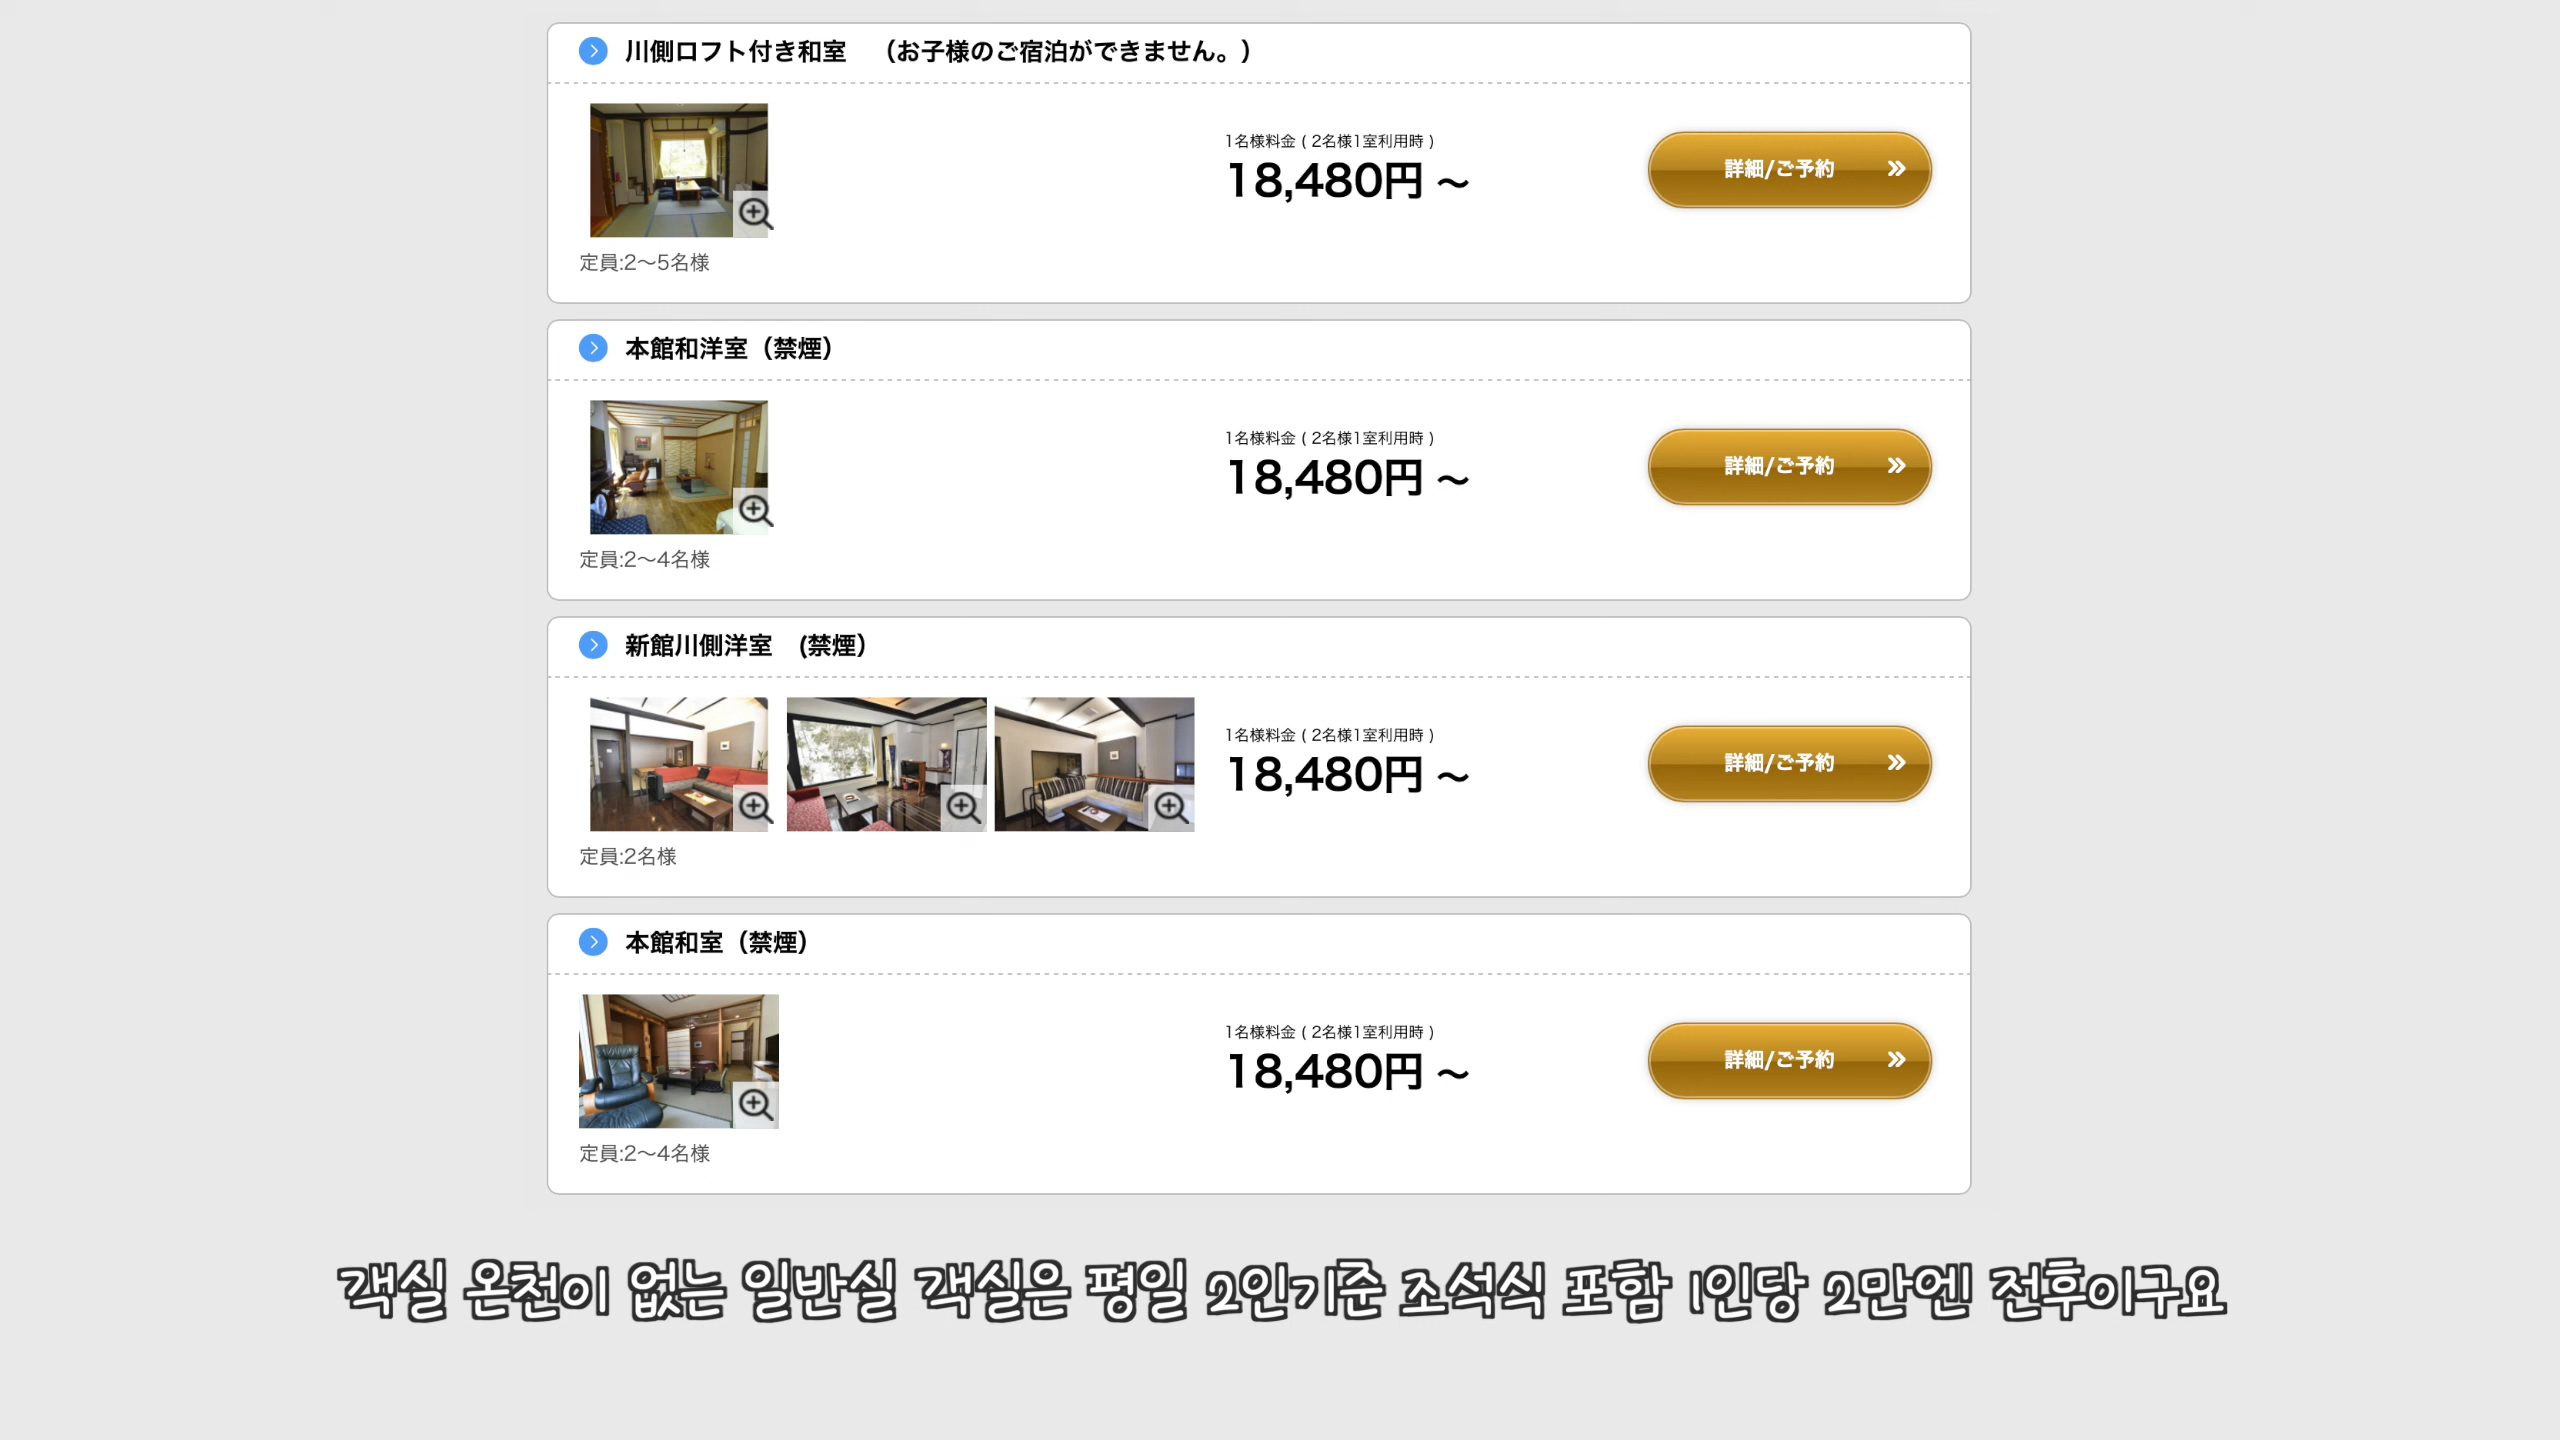 川側ロフト付き和室　（お子様のご宿泊ができません。）
1名様料金 ( 2名様1室利用時 )
18,480円 ～
詳細/ご予約
定員:2～5名様
本館和洋室（禁煙）
1名様料金 ( 2名様1室利用時 )
18,480円 ～
詳細/ご予約
定員:2～4名様
新館川側洋室　(禁煙）
1名様料金 ( 2名様1室利用時 )
18,480円 ～
詳細/ご予約
定員:2名様
本館和室（禁煙）
1名様料金 ( 2名様1室利用時 )
18,480円 ～
詳細/ご予約
定員:2～4名様
객실 온천이 없는 일반실 객실은 평일 2인기준 조석식 포함 1인당 2만엔 전후이구요